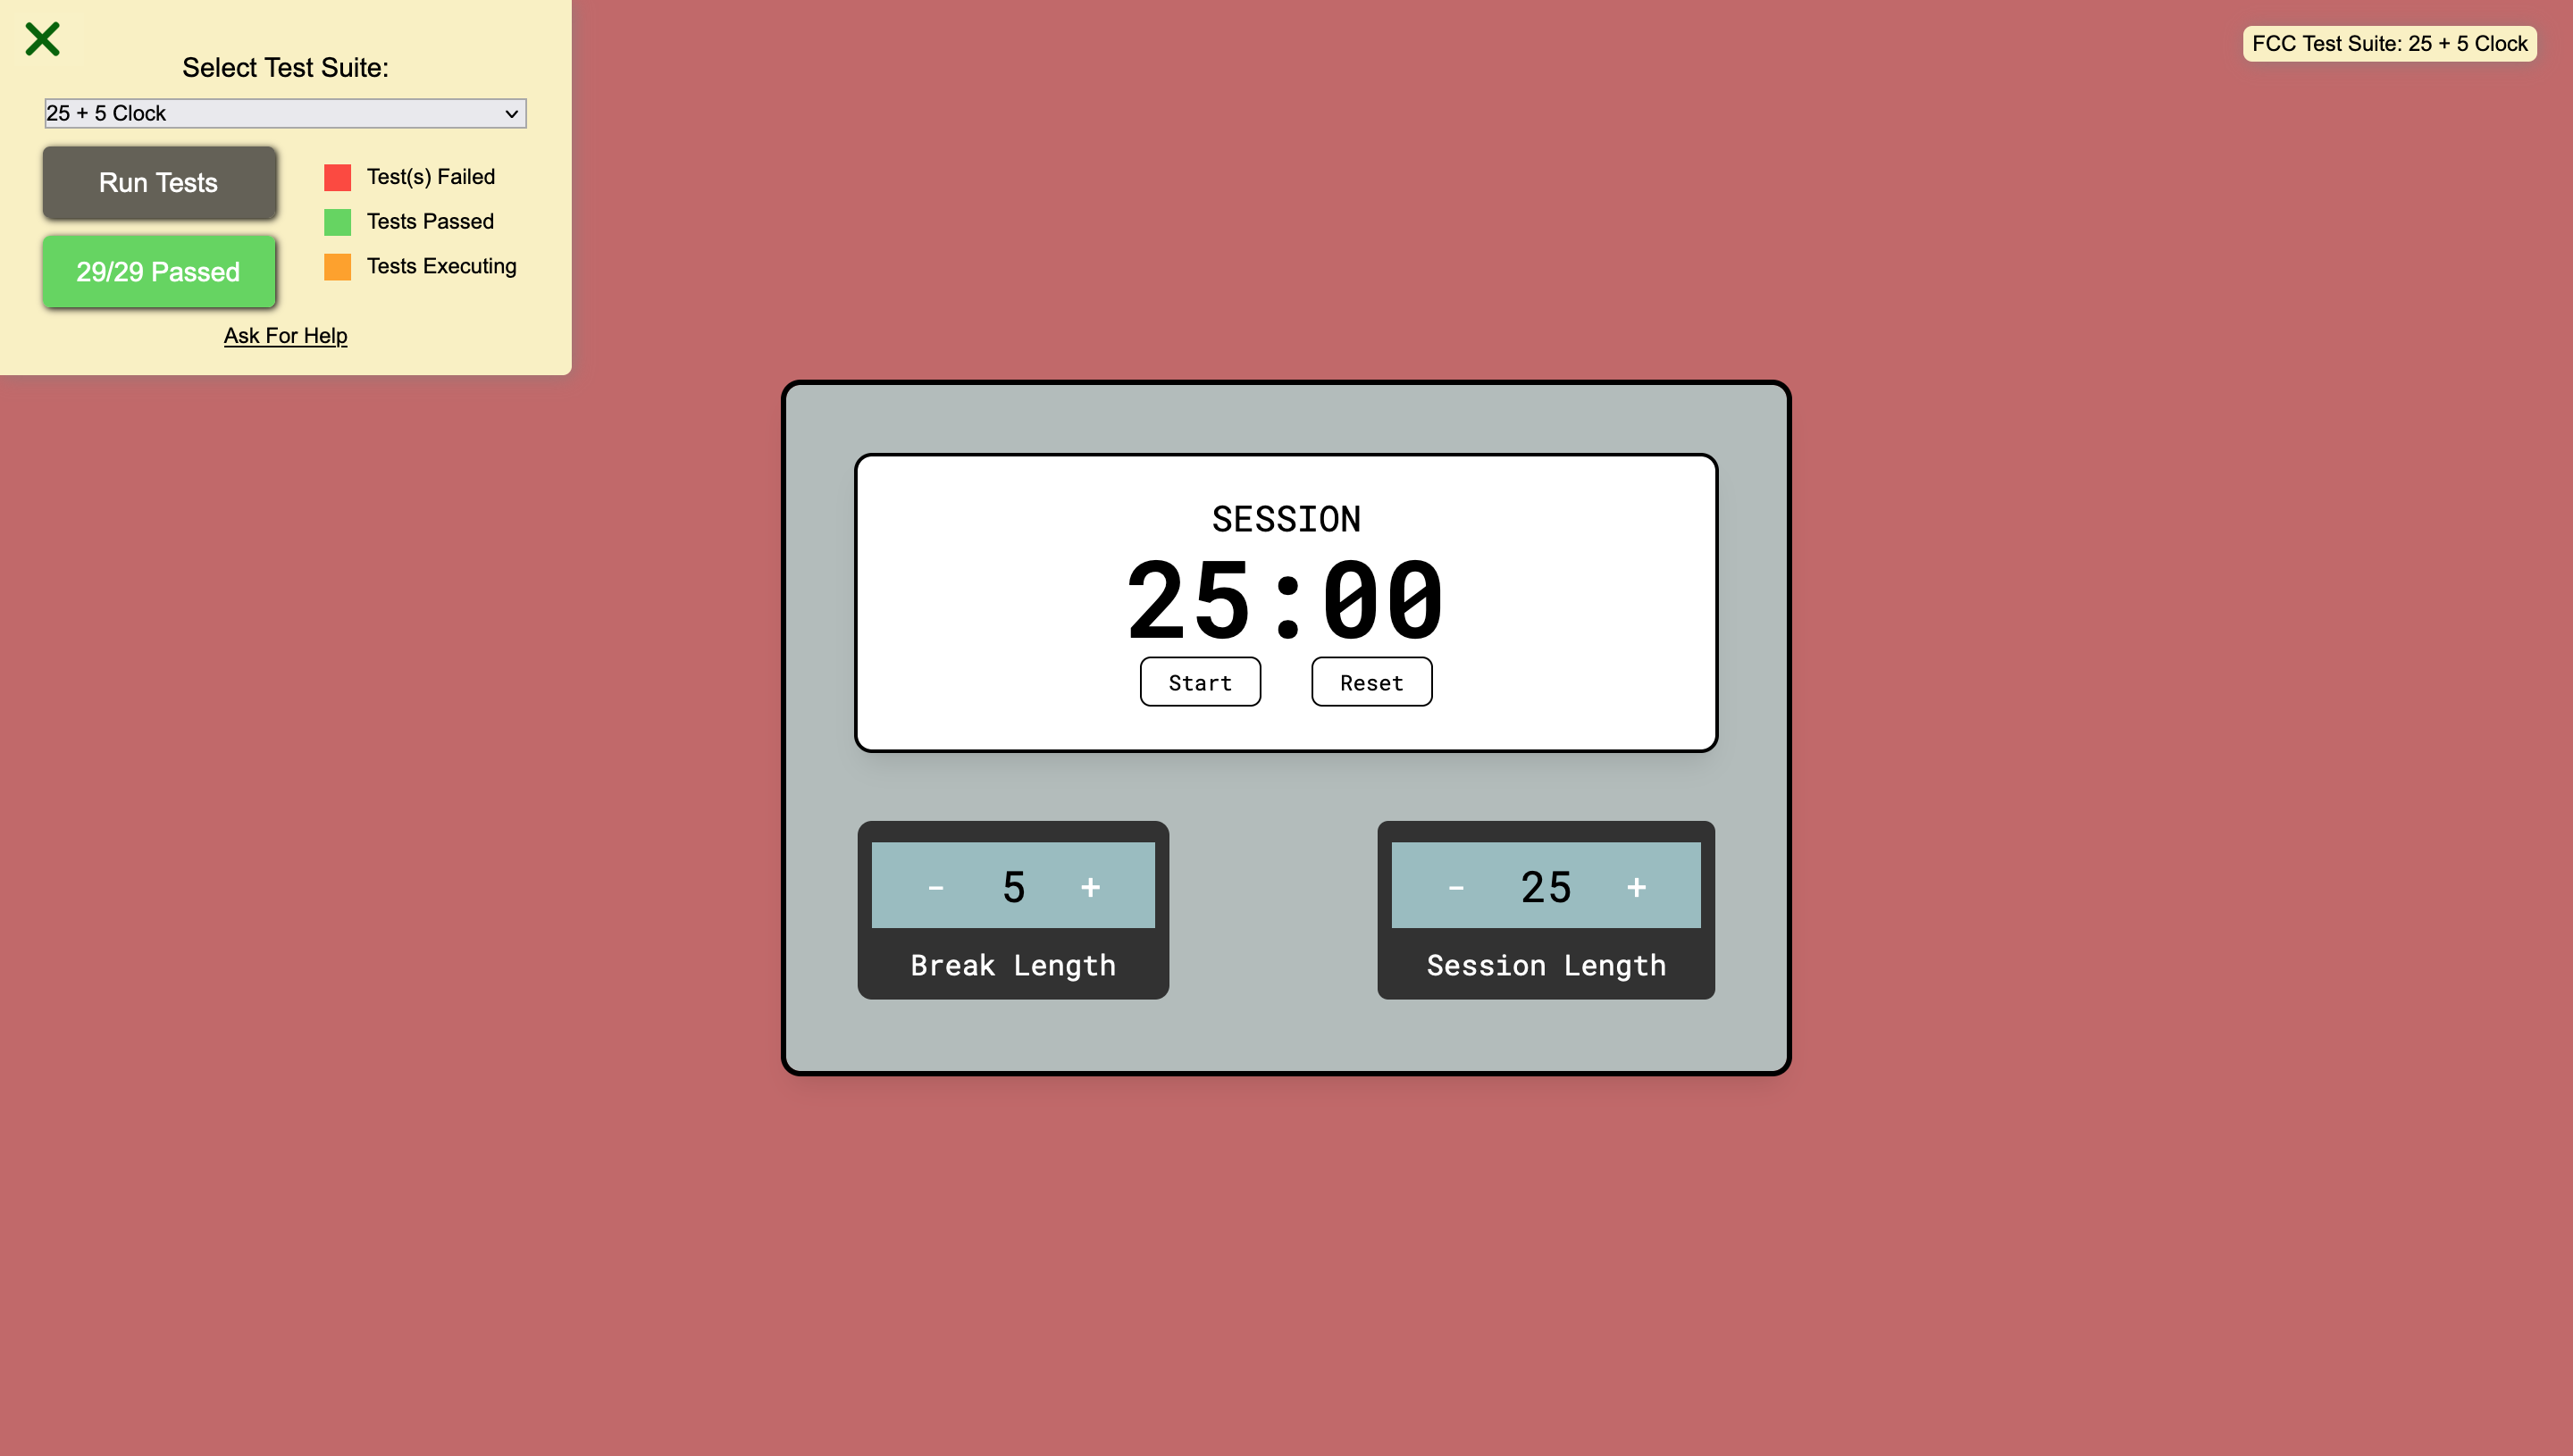 Select Test Suite:
25 + 5 Clock
Run Tests
29/29 Passed
Test(s) Failed
Tests Passed
Tests Executing
Ask For Help
FCC Test Suite: 25 + 5 Clock
SESSION
25:00
Start Reset
- 5 +
Break Length
- 25 +
Session Length